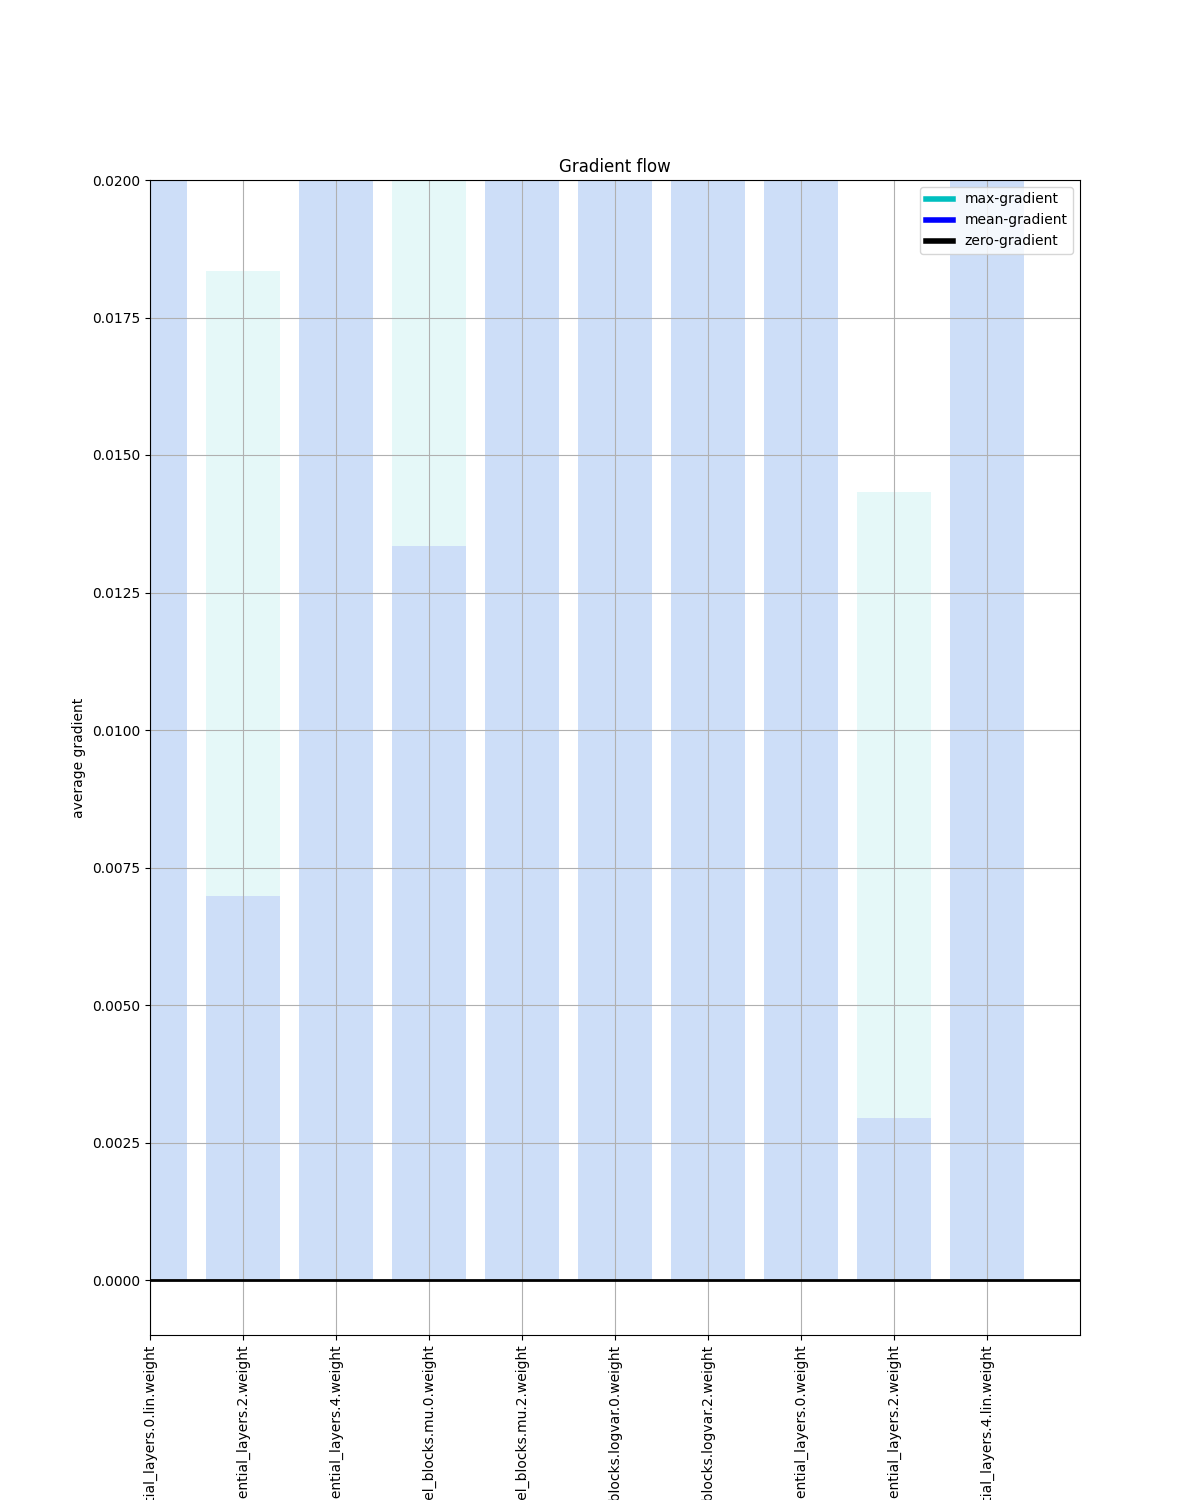 Gradient flow
max-gradient
mean-gradient
zero-gradient
0.0200
0.0175
0.0150
0.0125
0.0100
0.0075
0.0050
0.0025
0.0000
average gradient
tial_layers.0.lin.weight
ential_layers.2.weight
ential_layers.4.weight
el_blocks.mu.0.weight
el_blocks.mu.2.weight
blocks.logvar.0.weight
blocks.logvar.2.weight
ential_layers.0.weight
ential_layers.2.weight
tial_layers.4.lin.weight